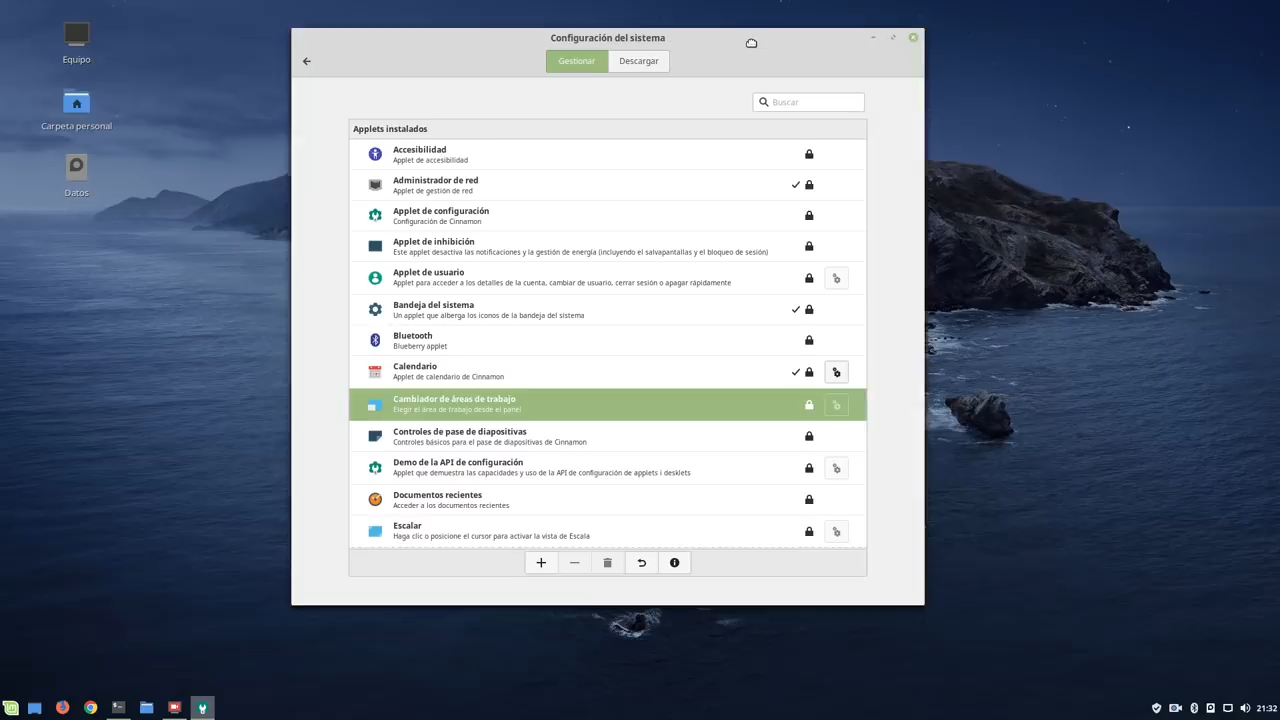 Equipo
Carpeta personal
Datos
Configuración del sistema
Gestionar
Descargar
Buscar
Applets instalados
Accesibilidad
Applet de accesibilidad
Administrador de red
Applet de gestión de red
Applet de configuración
Configuración de Cinnamon
Applet de inhibición
Este applet desactiva las notificaciones y la gestión de energía (incluyendo el salvapantallas y el bloqueo de sesión)
Applet de usuario
Applet para acceder a los detalles de la cuenta, cambiar de usuario, cerrar sesión o apagar rápidamente
Bandeja del sistema
Un applet que alberga los iconos de la bandeja del sistema
Bluetooth
Blueberry applet
Calendario
Applet de calendario de Cinnamon
Cambiador de áreas de trabajo
Elegir el área de trabajo desde el panel
Controles de pase de diapositivas
Controles básicos para el pase de diapositivas de Cinnamon
Demo de la API de configuración
Applet que demuestra las capacidades y uso de la API de configuración de applets i desklets
Documentos recientes
Acceder a los documentos recientes
Escalar
Haga clic o posicione el cursor para activar la vista de Escala
21:32